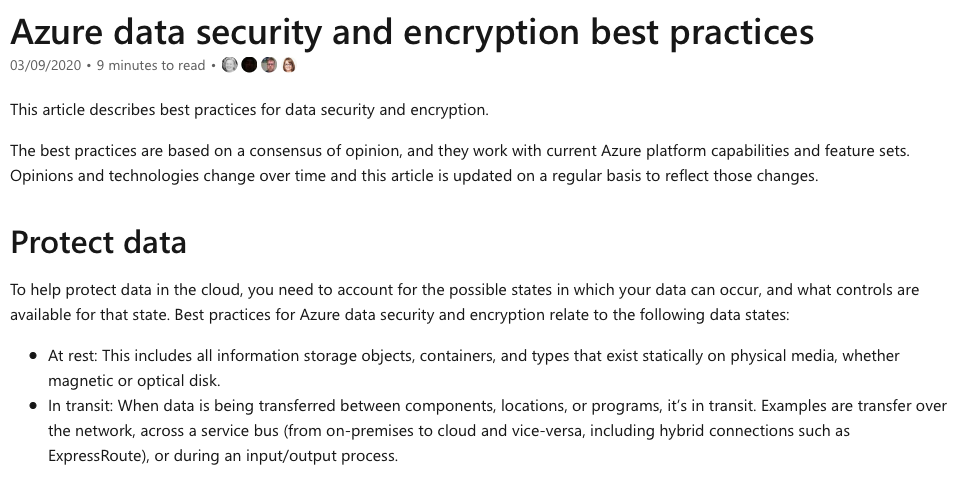 Azure data security and encryption best practices
03/09/2020 • 9 minutes to read •
This article describes best practices for data security and encryption.
The best practices are based on a consensus of opinion, and they work with current Azure platform capabilities and feature sets.
Opinions and technologies change over time and this article is updated on a regular basis to reflect those changes.
Protect data
To help protect data in the cloud, you need to account for the possible states in which your data can occur, and what controls are
available for that state. Best practices for Azure data security and encryption relate to the following data states:
● At rest: This includes all information storage objects, containers, and types that exist statically on physical media, whether
magnetic or optical disk.
● In transit: When data is being transferred between components, locations, or programs, it’s in transit. Examples are transfer over
the network, across a service bus (from on-premises to cloud and vice-versa, including hybrid connections such as
ExpressRoute), or during an input/output process.